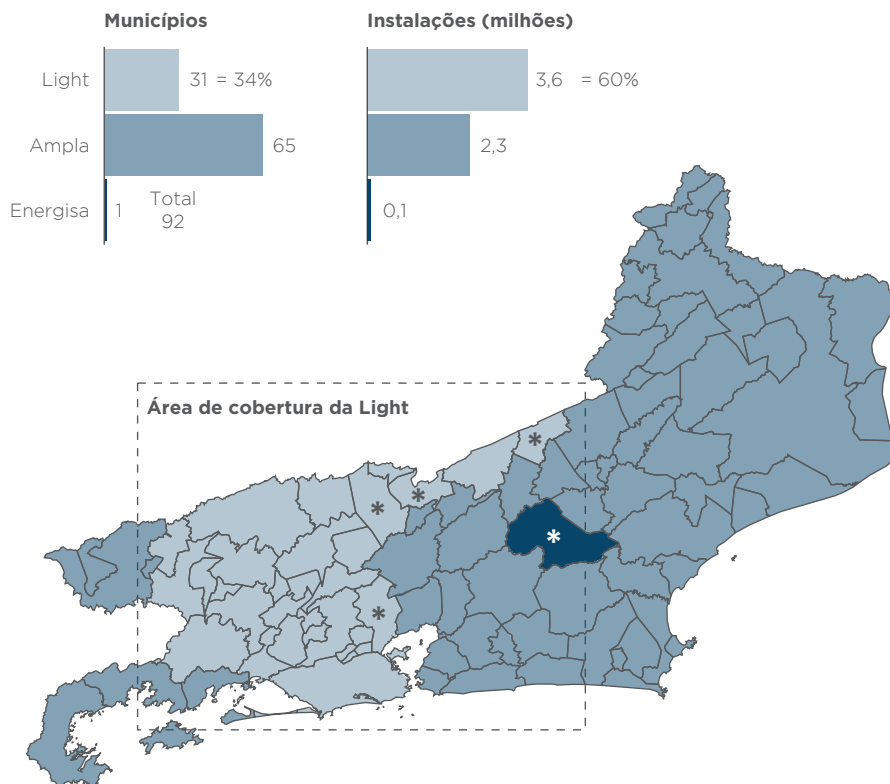 Municípios
Instalações (milhões)
Light
31 = 34%
3,6 = 60%
Ampla
65
2,3
Energisa
1
Total
92
0,1
Área de cobertura da Light
*
*
*
*
*